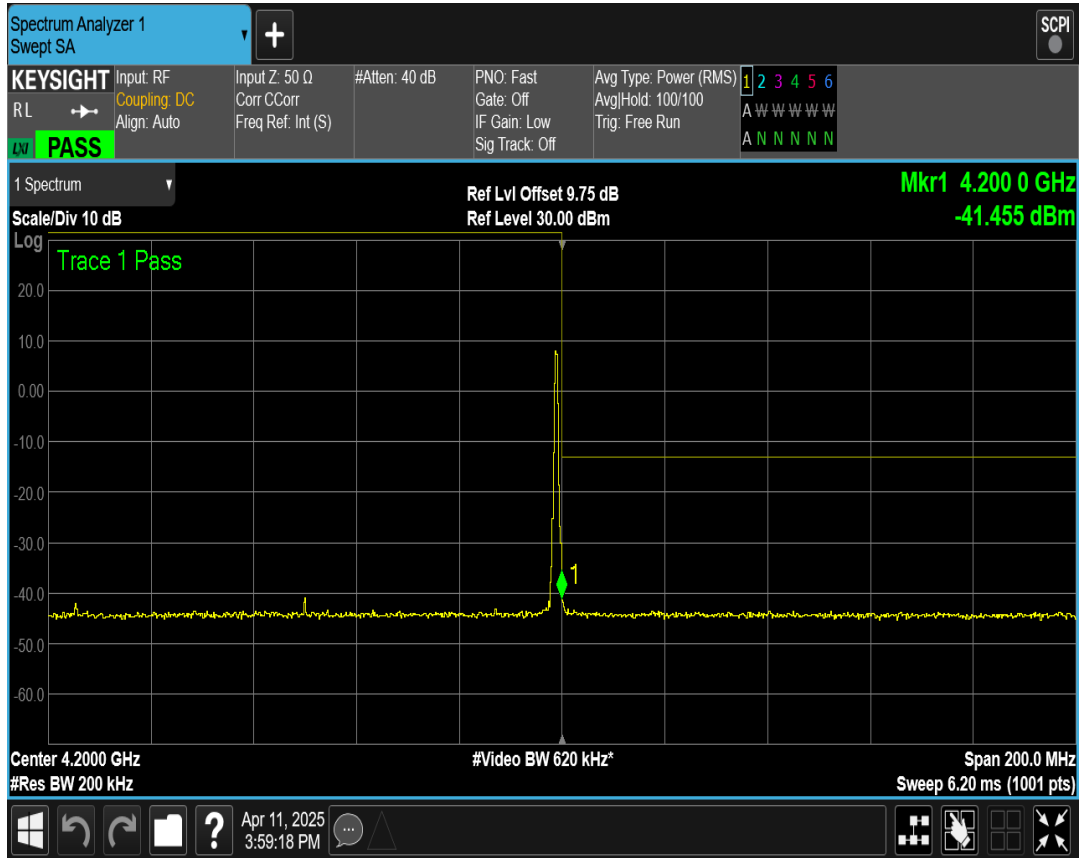 Spectrum Analyzer 1
Swept SA
+
SCPI
KEYSIGHT
RL
LXI PASS
Input: RF
Coupling: DC
Align: Auto
Input Z: 50 Ω
Corr CCorr
Freq Ref: Int (S)
#Atten: 40 dB
PNO: Fast
Gate: Off
IF Gain: Low
Sig Track: Off
Avg Type: Power (RMS)
Avg|Hold: 100/100
Trig: Free Run
1 2 3 4 5 6
A W W W W W
A N N N N N
1 Spectrum
Scale/Div 10 dB
Ref Lvl Offset 9.75 dB
Ref Level 30.00 dBm
Mkr1 4.200 0 GHz
-41.455 dBm
Log
Trace 1 Pass
20.0
10.0
0.00
-10.0
-20.0
-30.0
1
-40.0
-50.0
-60.0
Center 4.2000 GHz
#Res BW 200 kHz
#Video BW 620 kHz*
Span 200.0 MHz
Sweep 6.20 ms (1001 pts)
?
Apr 11, 2025
3:59:18 PM